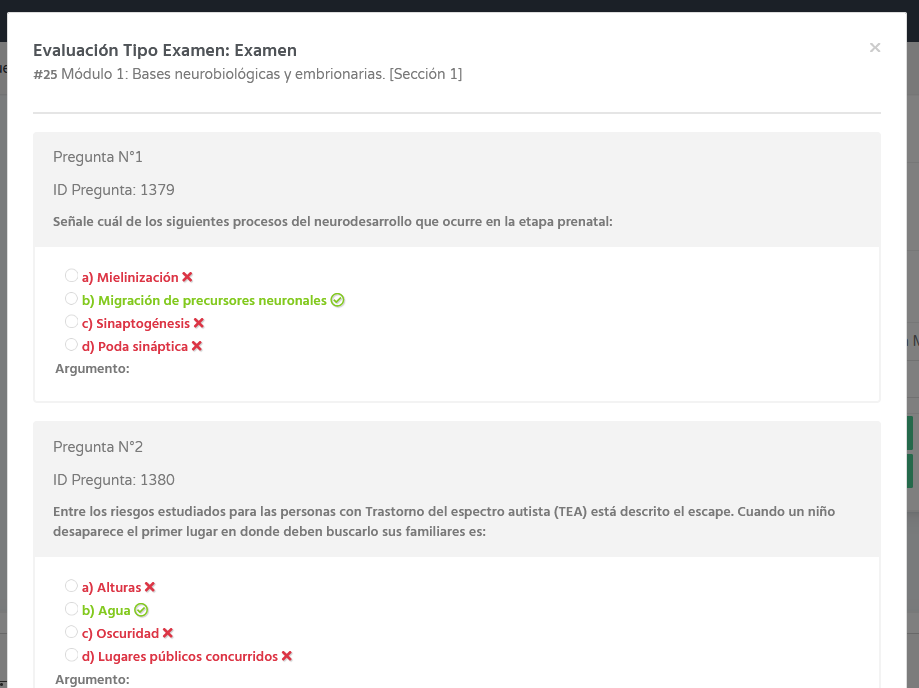 Evaluación Tipo Examen: Examen
×
#25 Módulo 1: Bases neurobiológicas y embrionarias. [Sección 1]
Pregunta N°1
ID Pregunta: 1379
Señale cuál de los siguientes procesos del neurodesarrollo que ocurre en la etapa prenatal:
a) Mielinización
b) Migración de precursores neuronales
c) Sinaptogénesis
d) Poda sináptica
Argumento:
Pregunta N°2
ID Pregunta: 1380
Entre los riesgos estudiados para las personas con Trastorno del espectro autista (TEA) está descrito el escape. Cuando un niño
desaparece el primer lugar en donde deben buscarlo sus familiares es:
a) Alturas
b) Agua
c) Oscuridad
d) Lugares públicos concurridos
Argumento: